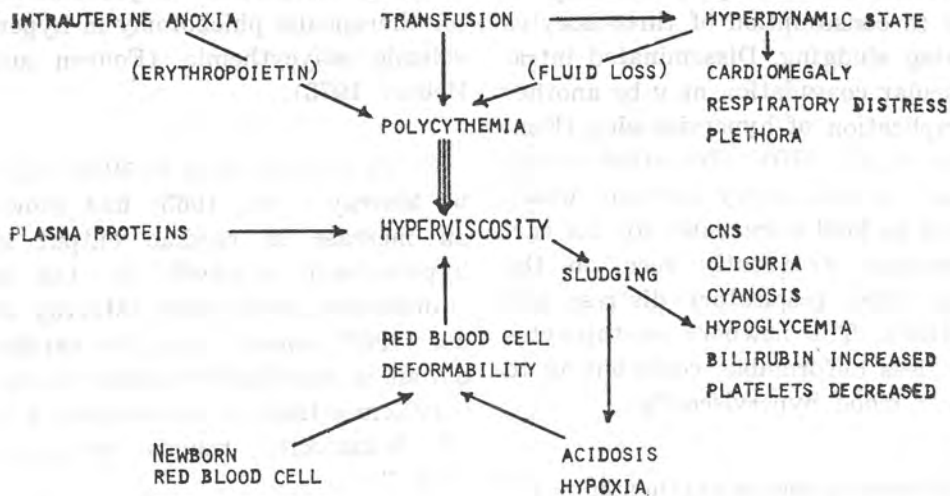 INTRAUTERINE ANOXIA TRANSFUSION HYPERDYNAMIC STATE
(ERYTHROPOIETIN) (FLUID LOSS)
CARDIOMEGALY
RESPIRATORY DISTRESS
PLETHORA
POLYCYTHEMIA
PLASMA PROTEINS HYPERVISCOSITY
SLUDGING
CNS
OLIGURIA
CYANOSIS
HYPOGLYCEMIA
BILIRUBIN INCREASED
PLATELETS DECREASED
RED BLOOD CELL
DEFORMABILITY
NEWBORN
RED BLOOD CELL
ACIDOSIS
HYPOXIA